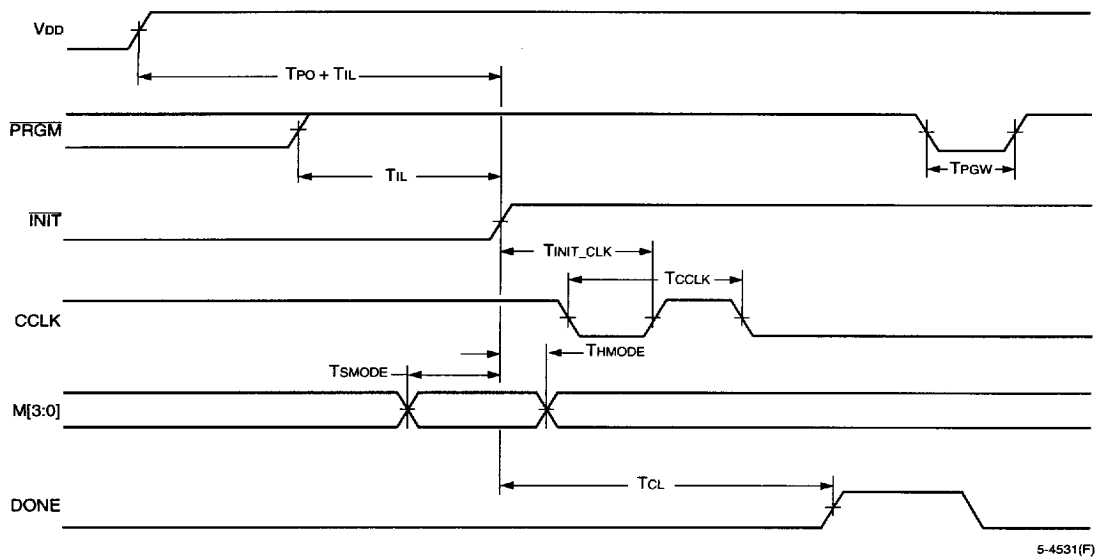 VDD
TPO + TIL
PRGM
TIL
TPGW
INIT
TINIT_CLK
TCCLK
CCLK
THMODE
TSMODE
M[3:0]
TCL
DONE
5-4531(F)